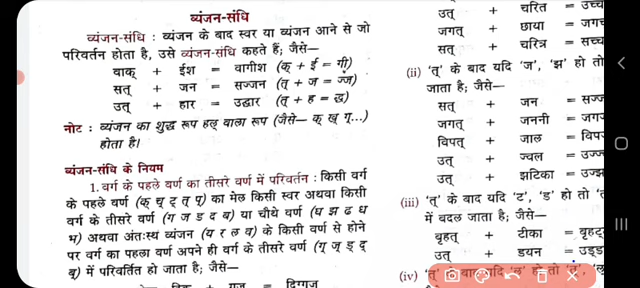 व्यंजन-संधि
व्यंजन-संधि : व्यंजन के बाद स्वर या व्यंजन आने से जो
परिवर्तन होता है, उसे व्यंजन-संधि कहते हैं; जैसे—
वाक् + ईश = वागीश (क् + ई = गी)
सत् + जन = सज्जन (त् + ज = ज्ज)
उत् + हार = उद्धार (त् + ह = द्ध)
नोट : व्यंजन का शुद्ध रूप हल् वाला रूप (जैसे— क् ख् ग्...)
होता है।
व्यंजन-संधि के नियम
1. वर्ग के पहले वर्ण का तीसरे वर्ण में परिवर्तन : किसी वर्ग
के पहले वर्ण (क् च् ट् त् प्) का मेल किसी स्वर अथवा किसी
वर्ग के तीसरे वर्ण (ग ज ड द ब) या चौथे वर्ण (घ झ ढ ध
भ) अथवा अंतःस्थ व्यंजन (य र ल व) के किसी वर्ण से होने
पर वर्ग का पहला वर्ण अपने ही वर्ग के तीसरे वर्ण (ग् ज् ड् द्
ब्) में परिवर्तित हो जाता है; जैसे—
दिक् + गज = दिग्गज
उत् + चरित = उच्च
जगत् + छाया = जगच
सत् + चरित्र = सच्च
(ii) 'त्' के बाद यदि 'ज', 'झ' हो तो
जाता है; जैसे—
सत् + जन = सज्ज
जगत् + जननी = जगज
विपत् + जाल = विपज
उत् + ज्वल = उज्ज
उत् + झटिका = उज्झ
(iii) 'त्' के बाद यदि 'ट', 'ड' हो तो 'त
में बदल जाता है; जैसे—
बृहत् + टीका = बृहट्
उत् + डयन = उड्ड
(iv) 'त्' के बाद यदि 'ल' हो तो